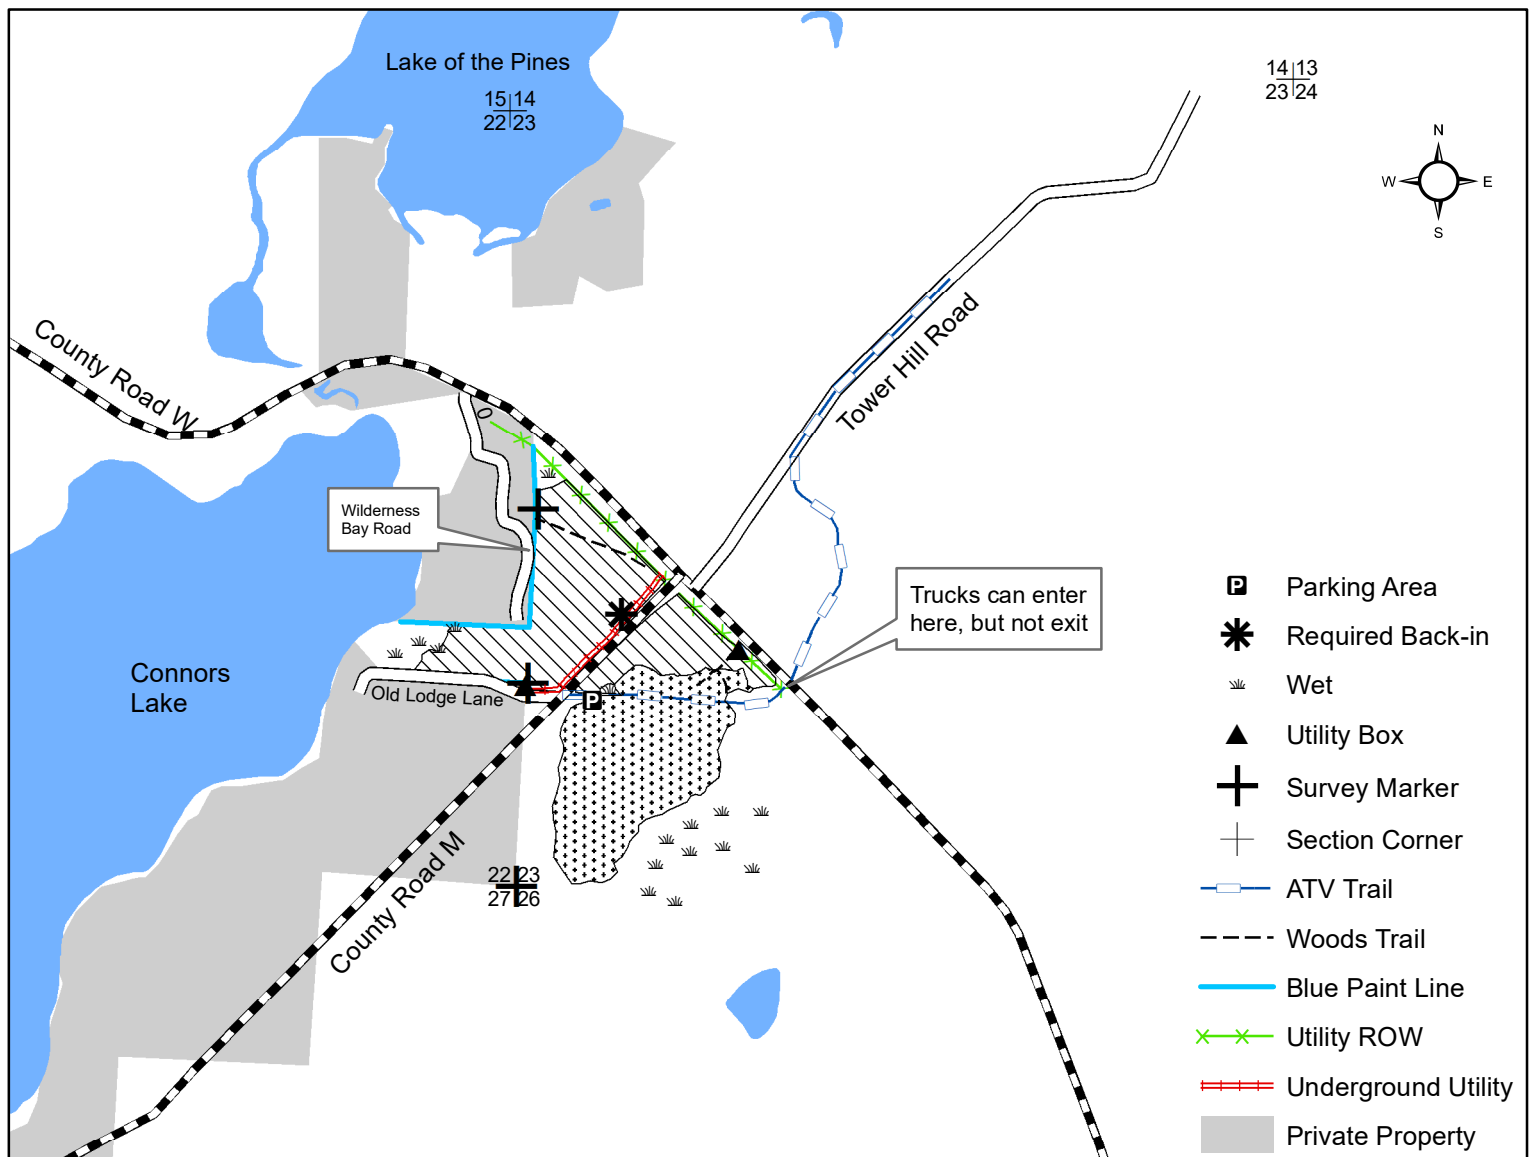 Lake of the Pines
15 14
22 23
14 13
23 24
N
W E
S
County Road W
Tower Hill Road
0
Wilderness
Bay Road
Trucks can enter
here, but not exit
Connors
Lake
Old Lodge Lane
P
County Road M
22 23
27 26
P Parking Area
Required Back-in
Wet
Utility Box
Survey Marker
Section Corner
ATV Trail
Woods Trail
Blue Paint Line
Utility ROW
Underground Utility
Private Property